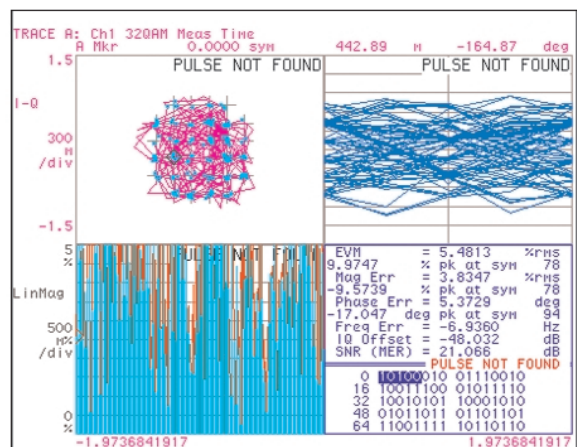 TRACE A: Ch1 32QAM Meas Time
A Mkr 0.0000 sym 442.89 m -164.87 deg
1.5
PULSE NOT FOUND
PULSE NOT FOUND
I-Q
300
m
/div
-1.5
5
%
LinMag
500
m%
/div
0
%
EVM = 5.4813 %rms
9.9747 % pk at sym 78
Mag Err = 3.8347 %rms
-9.5739 % pk at sym 78
Phase Err = 5.3729 deg
-17.047 deg pk at sym 94
Freq Err = -6.9360 Hz
IQ Offset = -48.032 dB
SNR (MER) = 21.066 dB
PULSE NOT FOUND
0 10100010 01110010
16 10011100 01011110
32 10010101 10001010
48 01011011 01101101
64 11001111 10110110
-1.9736841917 1.9736841917